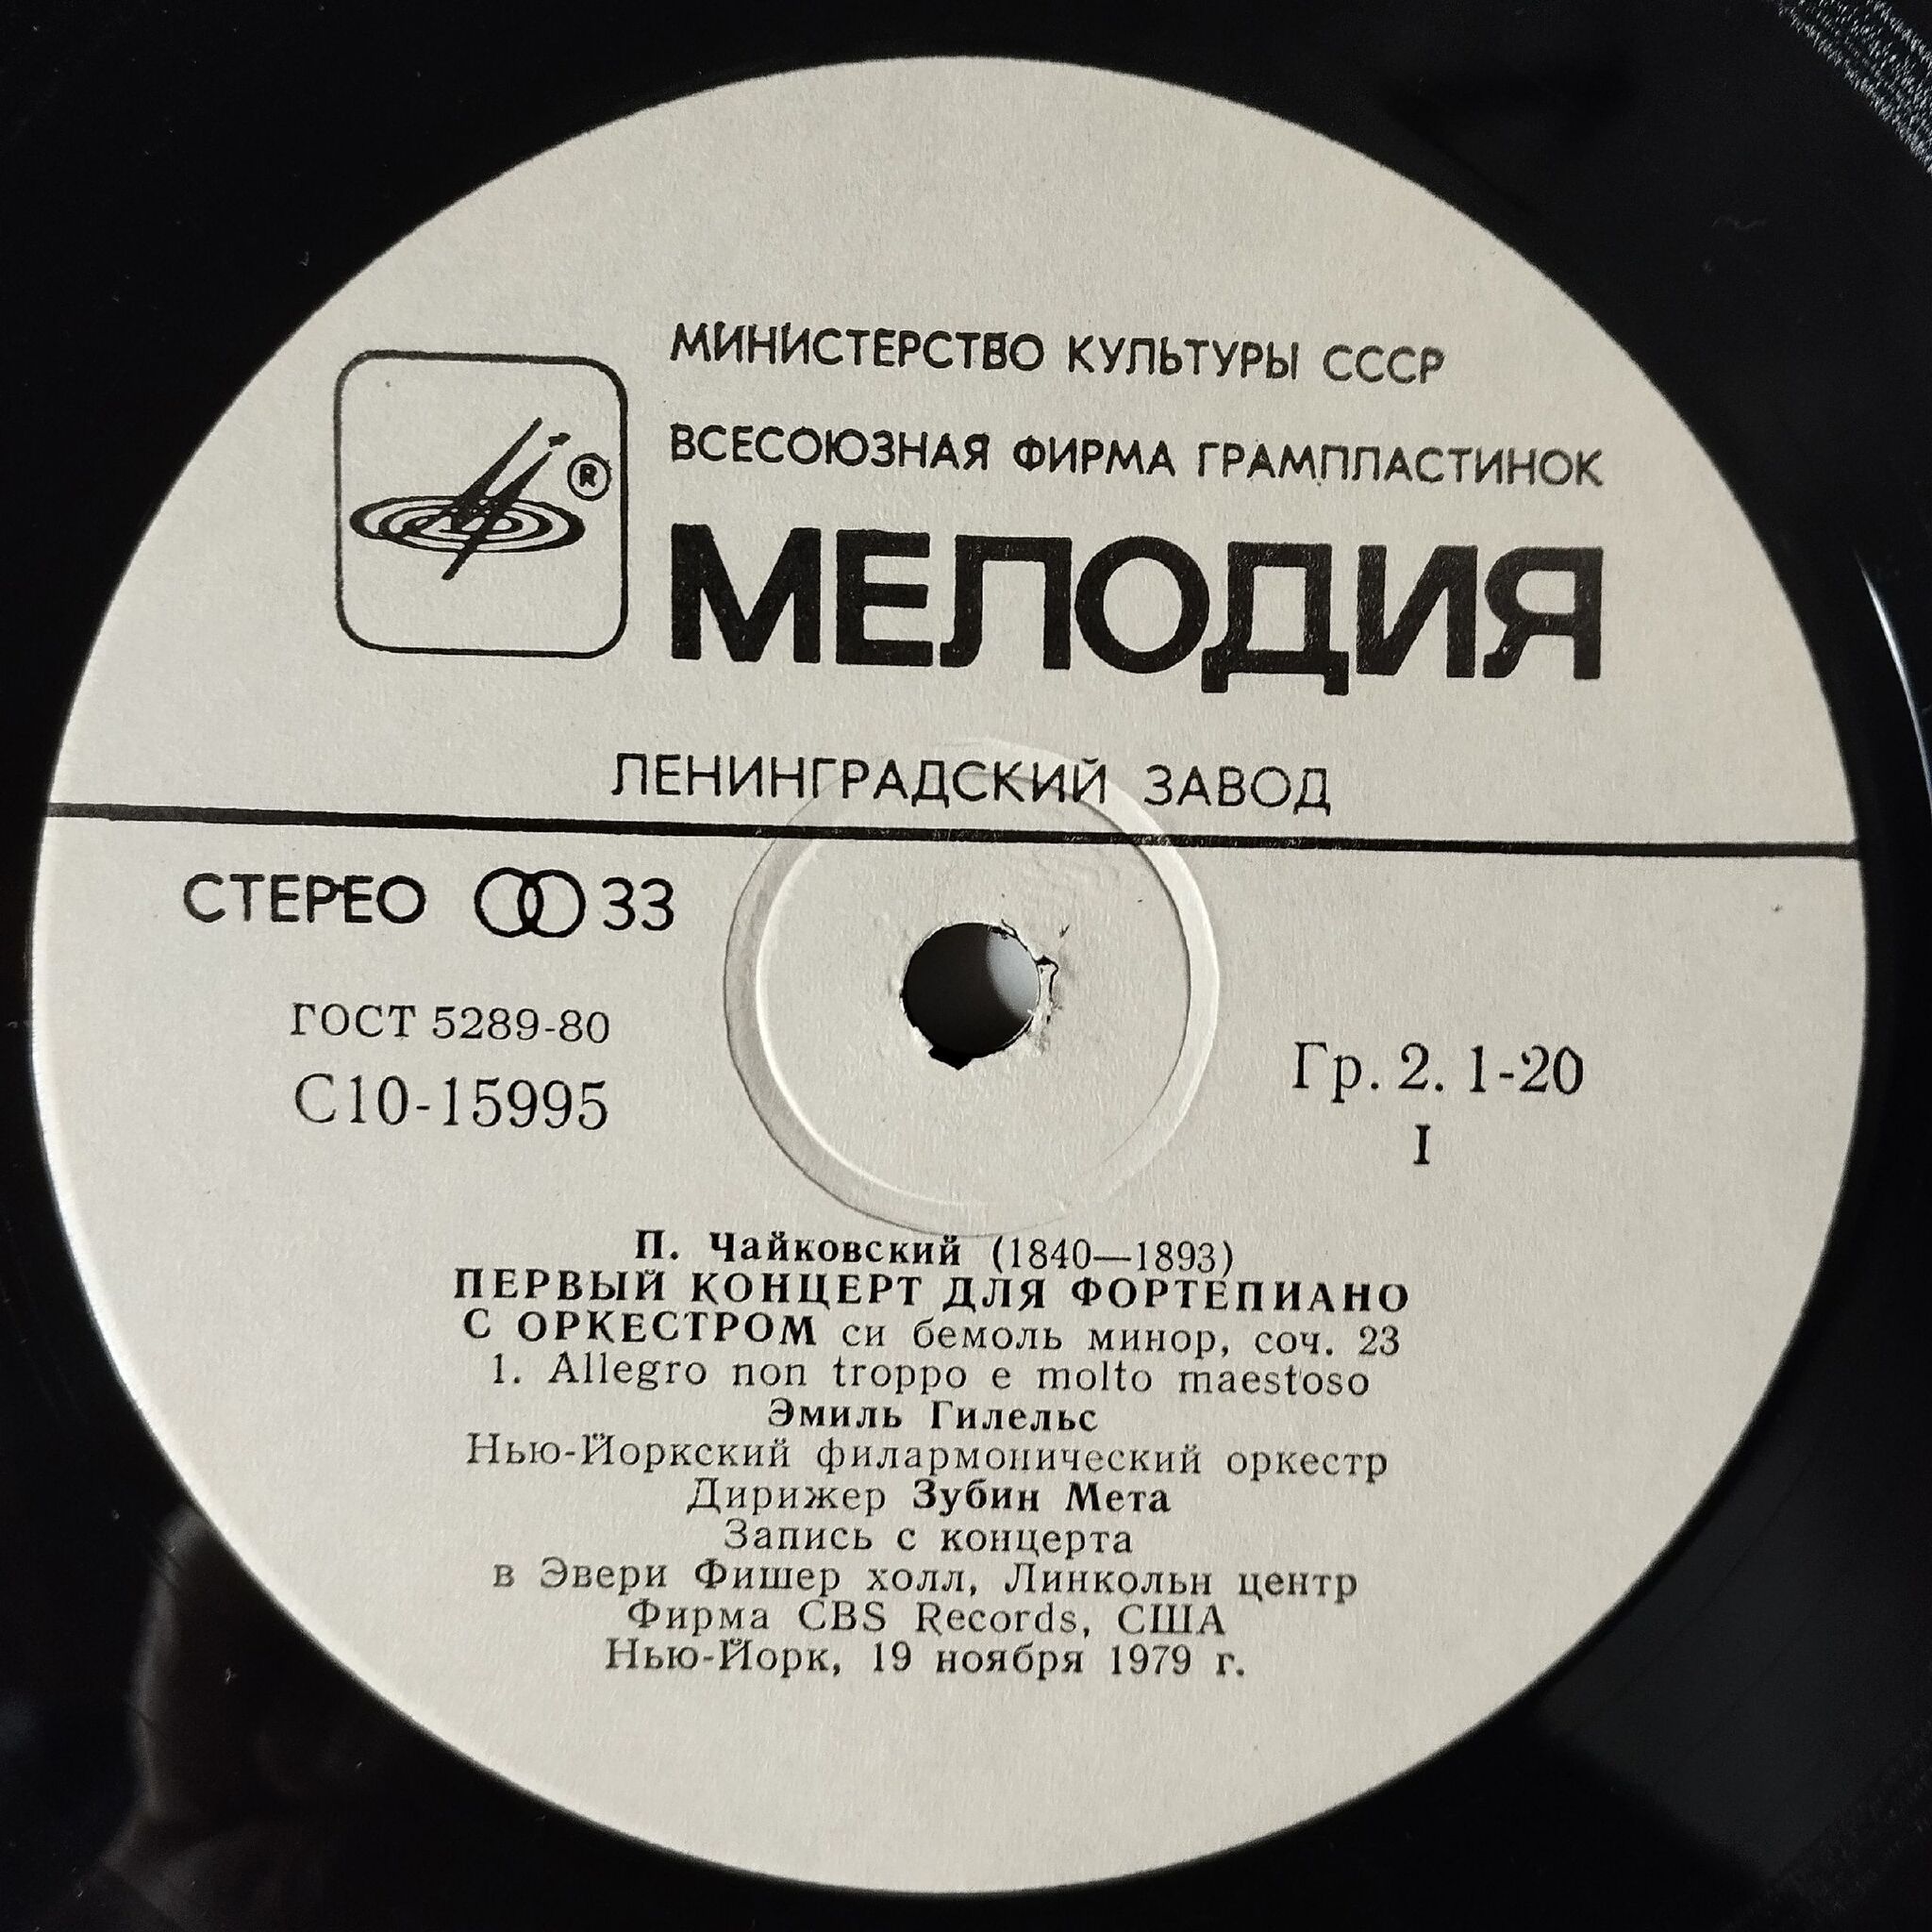 МИНИСТЕРСТВО КУЛЬТУРЫ СССР
ВСЕСОЮЗНАЯ ФИРМА ГРАМПЛАСТИНОК
®
МЕЛОДИЯ
ЛЕНИНГРАДСКИЙ ЗАВОД
СТЕРЕО 33
ГОСТ 5289-80
С10-15995
Гр. 2. 1-20
I
П. Чайковский (1840—1893)
ПЕРВЫЙ КОНЦЕРТ ДЛЯ ФОРТЕПИАНО
С ОРКЕСТРОМ си бемоль минор, соч. 23
1. Allegro non troppo e molto maestoso
Эмиль Гилельс
Нью-Йоркский филармонический оркестр
Дирижер Зубин Мета
Запись с концерта
в Эвери Фишер холл, Линкольн центр
Фирма CBS Records, США
Нью-Йорк, 19 ноября 1979 г.